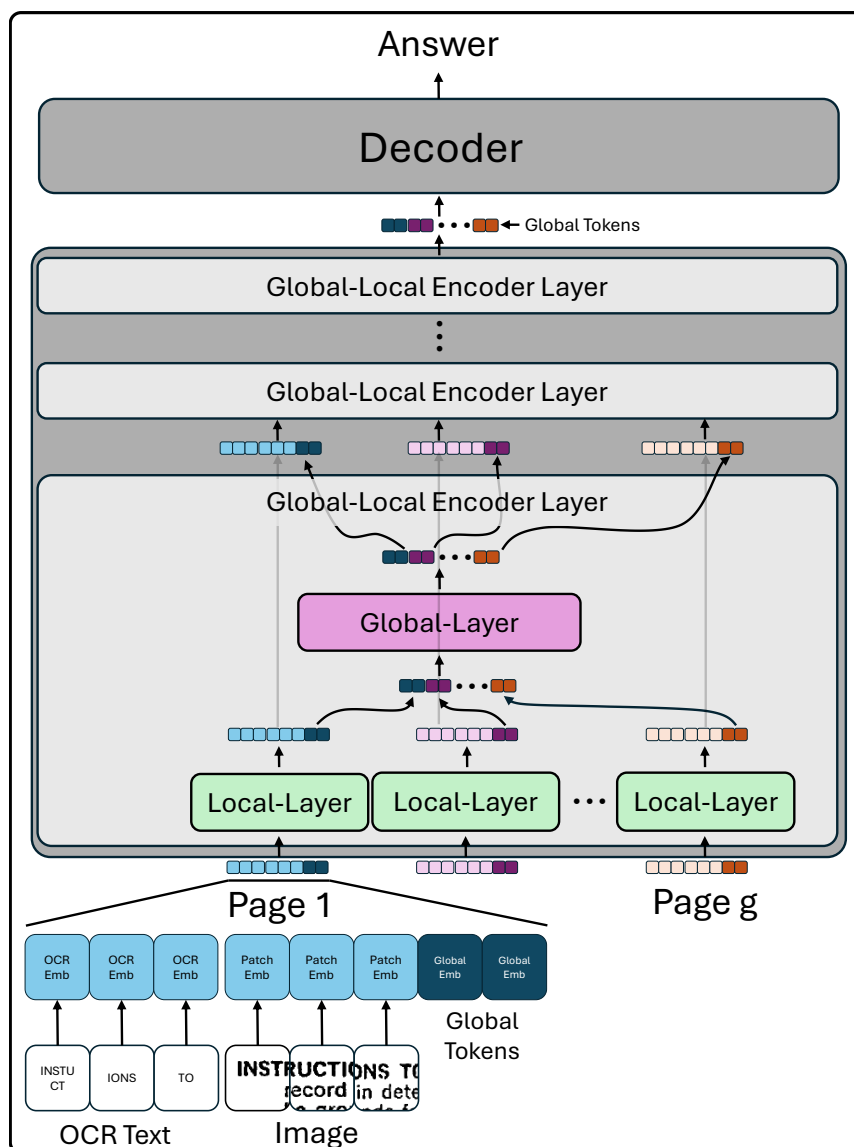 Answer
Decoder
Global Tokens
Global-Local Encoder Layer
Global-Local Encoder Layer
Global-Local Encoder Layer
Global-Layer
Local-Layer Local-Layer Local-Layer
Page 1 Page g
OCR Emb OCR Emb OCR Emb Patch Emb Patch Emb Patch Emb Global Emb Global Emb
Global
Tokens
INSTU
CT
IONS
TO
INSTRUCTIO ONS TO
record in dete
OCR Text Image